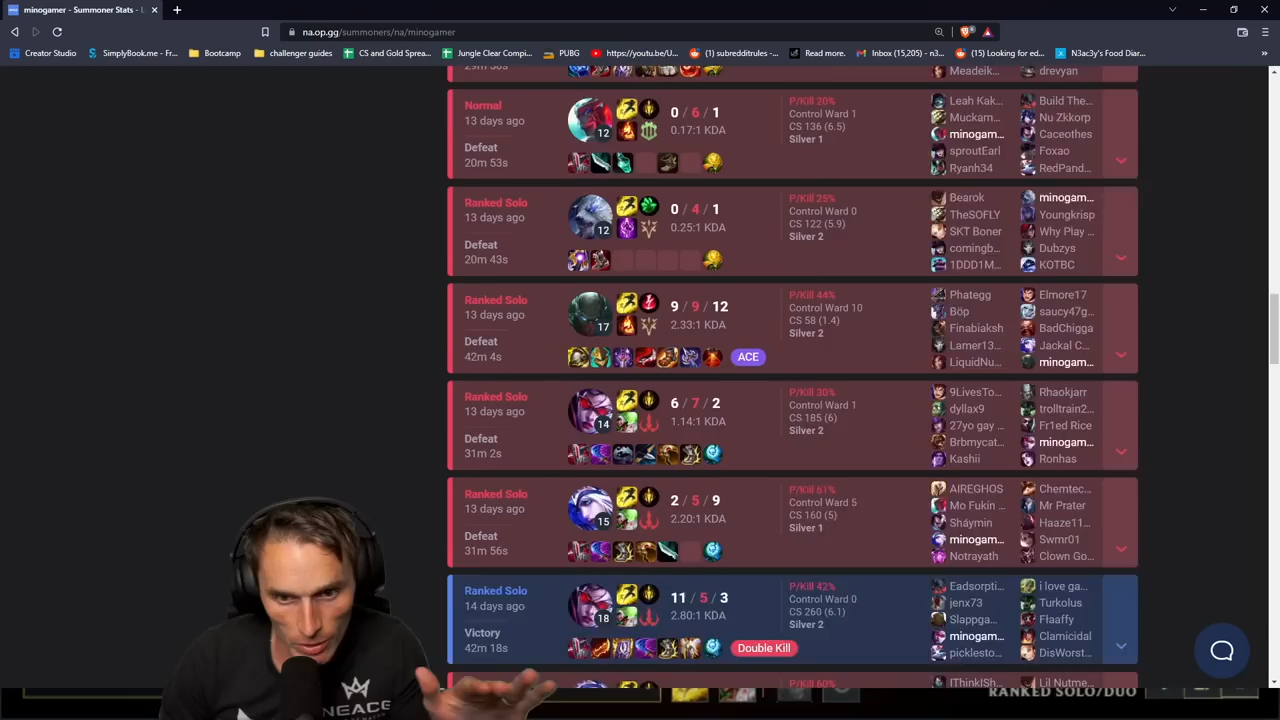 minogamer - Summoner Stats - L
na.op.gg/summoners/na/minogamer
Creator Studio
SimplyBook.me - Fr...
Bootcamp
challenger guides
CS and Gold Sprea...
Jungle Clear Compi...
PUBG
https://youtu.be/U...
(1) subredditrules -...
Read more.
Inbox (15,205) - n3...
(15) Looking for ed...
N3ac3y's Food Diar...
Meadeik... drevyan
Normal
13 days ago
Defeat
20m 53s
12
0 / 6 / 1
0.17:1 KDA
P/Kill 20%
Control Ward 1
CS 136 (6.5)
Silver 1
Leah Kak... Build The...
Muckarn... Nu Zkkorp
minogam... Caceothes
sproutEarl Foxao
Ryanh34 RedPand...
Ranked Solo
13 days ago
Defeat
20m 43s
12
0 / 4 / 1
0.25:1 KDA
P/Kill 25%
Control Ward 0
CS 122 (5.9)
Silver 2
Bearok minogam...
TheSOFLY Youngkrisp
SKT Boner Why Play ...
comingb... Dubzys
1DDD1M... KOTBC
Ranked Solo
13 days ago
Defeat
42m 4s
17
9 / 9 / 12
2.33:1 KDA
ACE
P/Kill 44%
Control Ward 10
CS 58 (1.4)
Silver 2
Phategg Elmore17
Böp saucy47g...
Finabiaksh BadChigga
Lamer13... Jackal C...
LiquidNu... minogam...
Ranked Solo
13 days ago
Defeat
31m 2s
14
6 / 7 / 2
1.14:1 KDA
P/Kill 30%
Control Ward 1
CS 185 (6)
Silver 2
9LivesTo... Rhaokjarr
dyllax9 trolltrain2...
27yo gay ... Fr1ed Rice
Brbmycat... minogam...
Kashii Ronhas
Ranked Solo
13 days ago
Defeat
31m 56s
15
2 / 5 / 9
2.20:1 KDA
P/Kill 61%
Control Ward 5
CS 160 (5)
Silver 1
AIREGHOS Chemtec...
Mo Fukin ... Mr Prater
Sháymin Haaze11...
minogam... Swmr01
Notrayath Clown Go...
Ranked Solo
14 days ago
Victory
42m 18s
18
11 / 5 / 3
2.80:1 KDA
Double Kill
P/Kill 42%
Control Ward 0
CS 260 (6.1)
Silver 2
Eadsorpti... i love ga...
jenx73 Turkolus
Slappga... Flaaffy
minogam... Clamicidal
picklesto... DisWorst...
P/Kill 60%
IThinkISh... Lil Nutme...
RANKED SOLO/DUO
NEACE